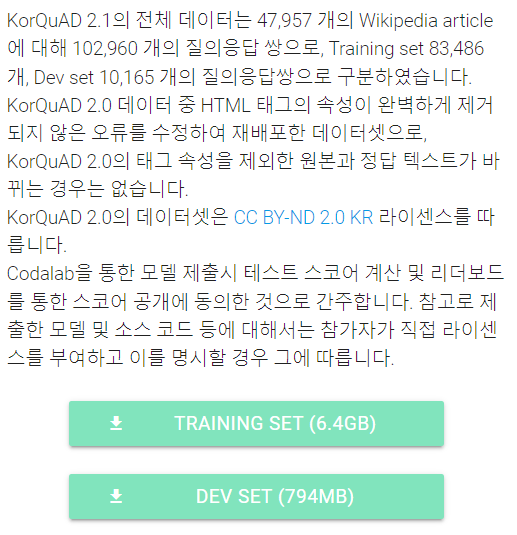 KorQuAD 2.1의 전체 데이터는 47,957 개의 Wikipedia article
에 대해 102,960 개의 질의응답 쌍으로, Training set 83,486
개, Dev set 10,165 개의 질의응답쌍으로 구분하였습니다.
KorQuAD 2.0 데이터 중 HTML 태그의 속성이 완벽하게 제거
되지 않은 오류를 수정하여 재배포한 데이터셋으로,
KorQuAD 2.0의 태그 속성을 제외한 원본과 정답 텍스트가 바
뀌는 경우는 없습니다.
KorQuAD 2.0의 데이터셋은 CC BY-ND 2.0 KR 라이센스를 따
릅니다.
Codalab을 통한 모델 제출시 테스트 스코어 계산 및 리더보드
를 통한 스코어 공개에 동의한 것으로 간주합니다. 참고로 제
출한 모델 및 소스 코드 등에 대해서는 참가자가 직접 라이센
스를 부여하고 이를 명시할 경우 그에 따릅니다.
TRAINING SET (6.4GB)
DEV SET (794MB)